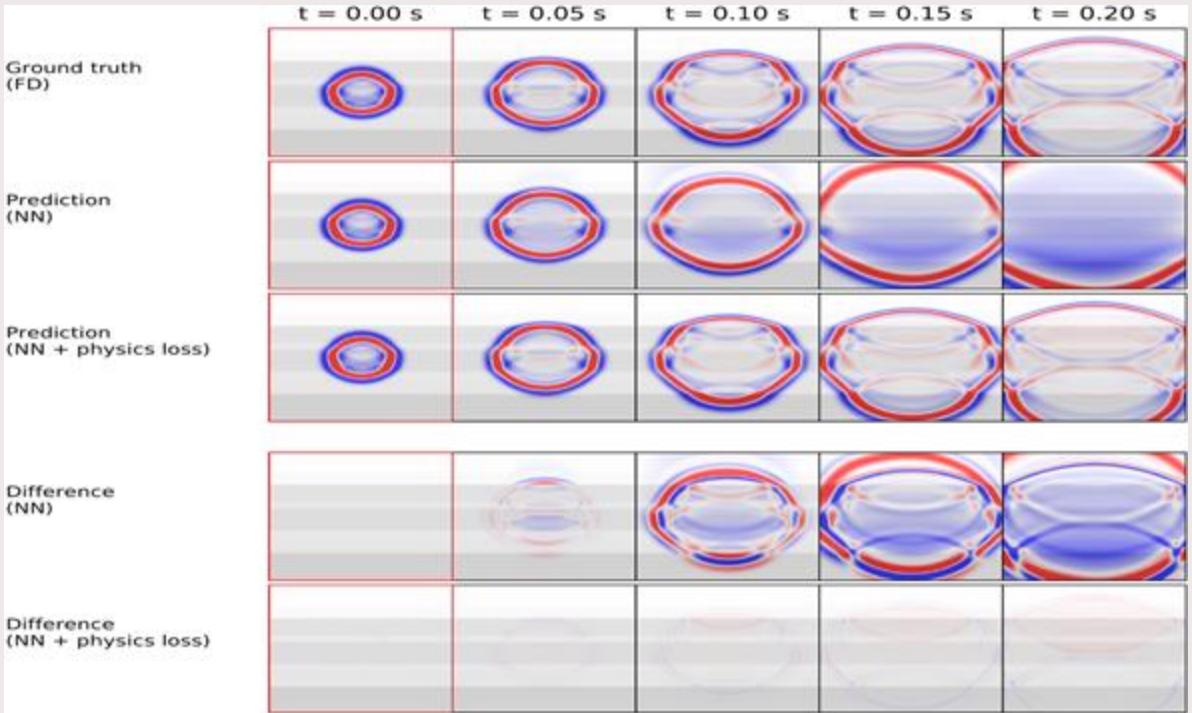 t = 0.00 s t = 0.05 s t = 0.10 s t = 0.15 s t = 0.20 s
Ground truth
(FD)
Prediction
(NN)
Prediction
(NN + physics loss)
Difference
(NN)
Difference
(NN + physics loss)